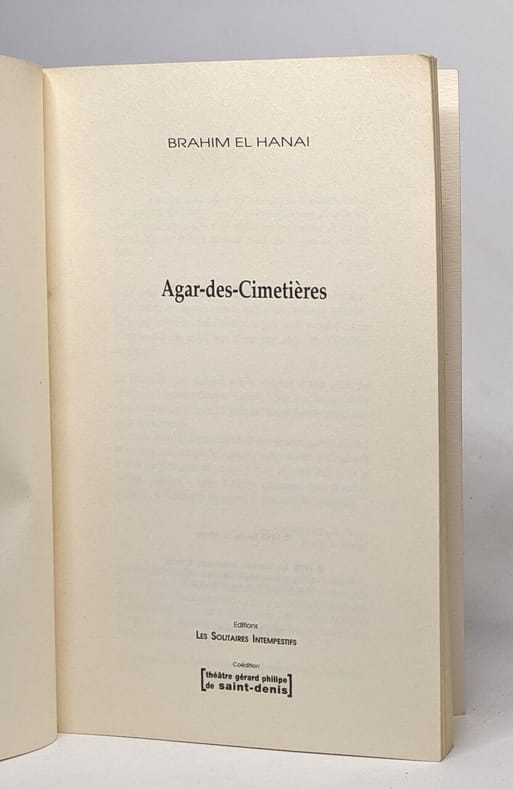 BRAHIM EL HANAI
Agar-des-Cimetières
Editions
LES SOLITAIRES INTEMPESTIFS
Coédition
[théâtre gérard philipe
de saint-denis]